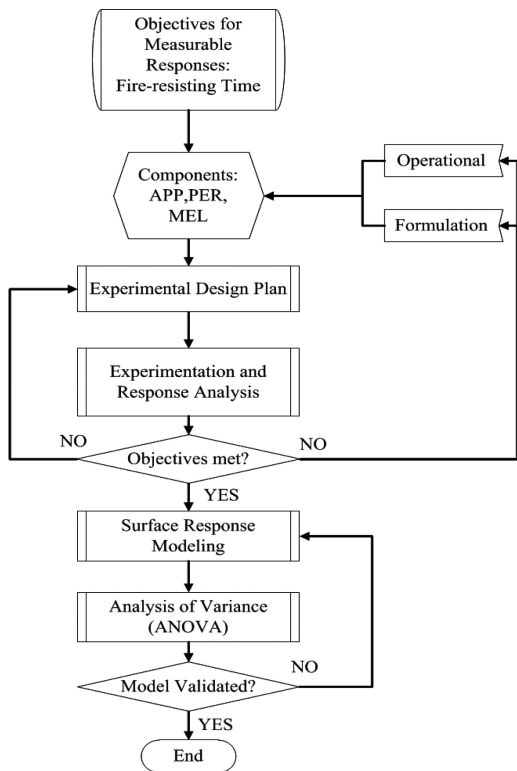 Objectives for
Measurable
Responses:
Fire-resisting Time
Components:
APP,PER,
MEL
Operational
Formulation
Experimental Design Plan
Experimentation and
Response Analysis
NO
Objectives met?
NO
YES
Surface Response
Modeling
Analysis of Variance
(ANOVA)
NO
Model Validated?
YES
End